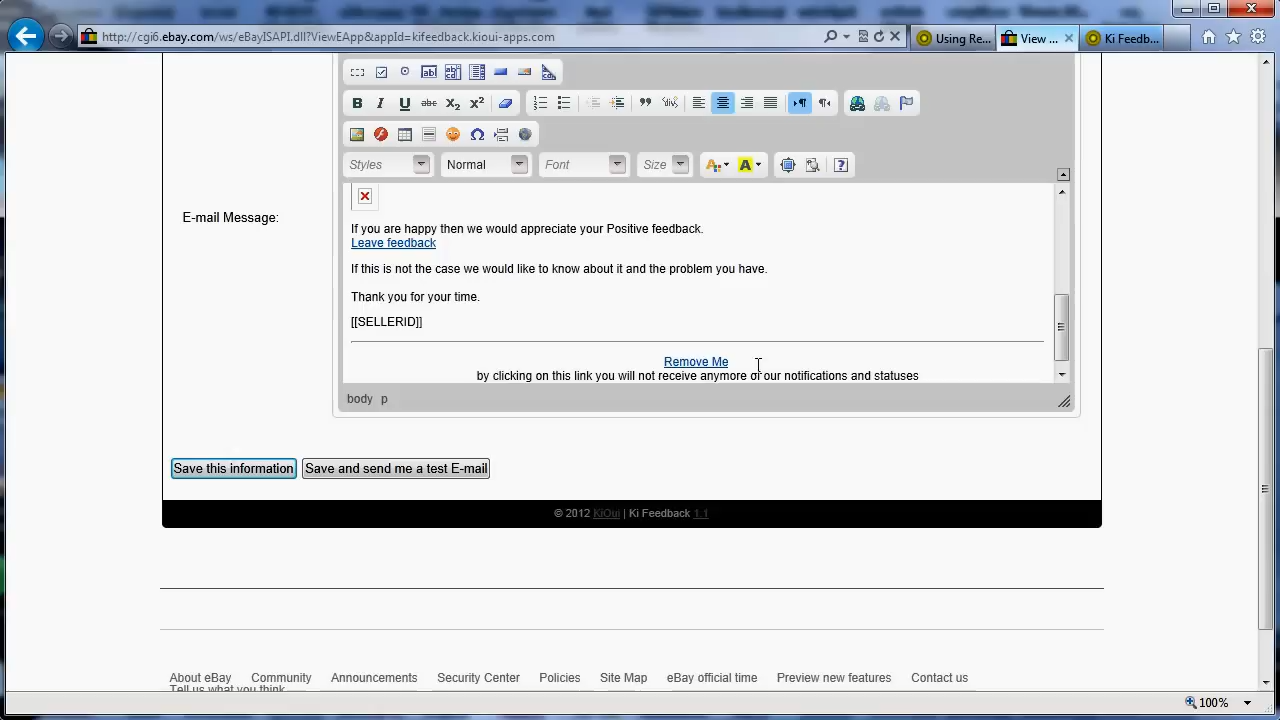 http://cgi6.ebay.com/ws/eBayISAPI.dll?ViewEApp&appId=kifeedback.kioui-apps.com
Using Re...
View ...
Ki Feedb...
Styles
Normal
Font
Size
E-mail Message:
If you are happy then we would appreciate your Positive feedback.
Leave feedback
If this is not the case we would like to know about it and the problem you have.
Thank you for your time.
[[SELLERID]]
Remove Me
by clicking on this link you will not receive anymore of our notifications and statuses
body p
Save this information
Save and send me a test E-mail
© 2012 KiOui | Ki Feedback 1.1
About eBay Community Announcements Security Center Policies Site Map eBay official time Preview new features Contact us
Tell us what you think
100%